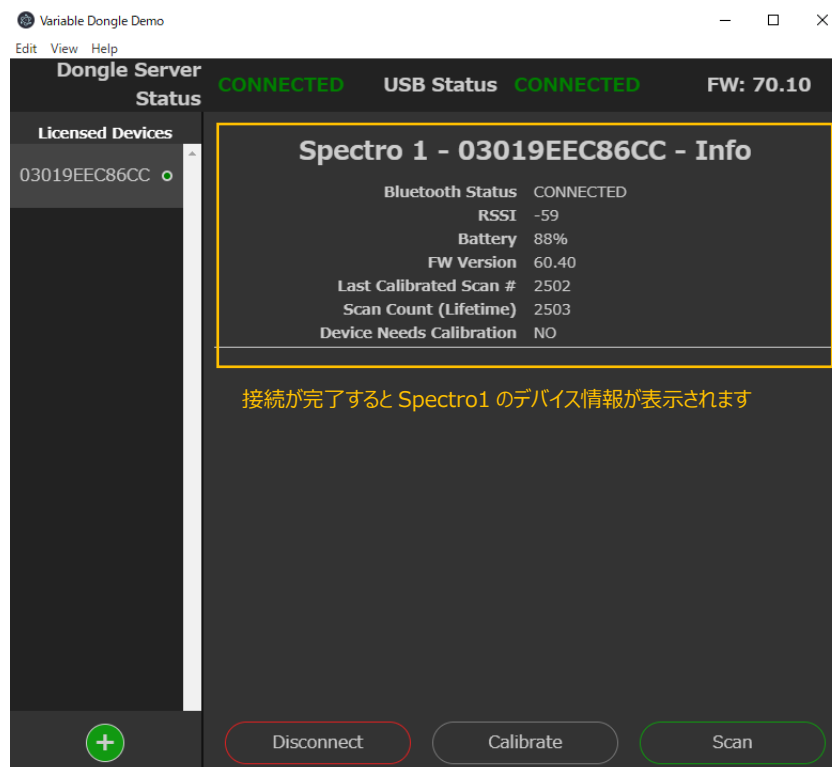 Variable Dongle Demo
Edit View Help
Dongle Server
Status
CONNECTED
USB Status CONNECTED
FW: 70.10
Licensed Devices
03019EEC86CC
Spectro 1 - 03019EEC86CC - Info
Bluetooth Status CONNECTED
RSSI -59
Battery 88%
FW Version 60.40
Last Calibrated Scan # 2502
Scan Count (Lifetime) 2503
Device Needs Calibration NO
接続が完了すると Spectro1 のデバイス情報が表示されます
Disconnect
Calibrate
Scan